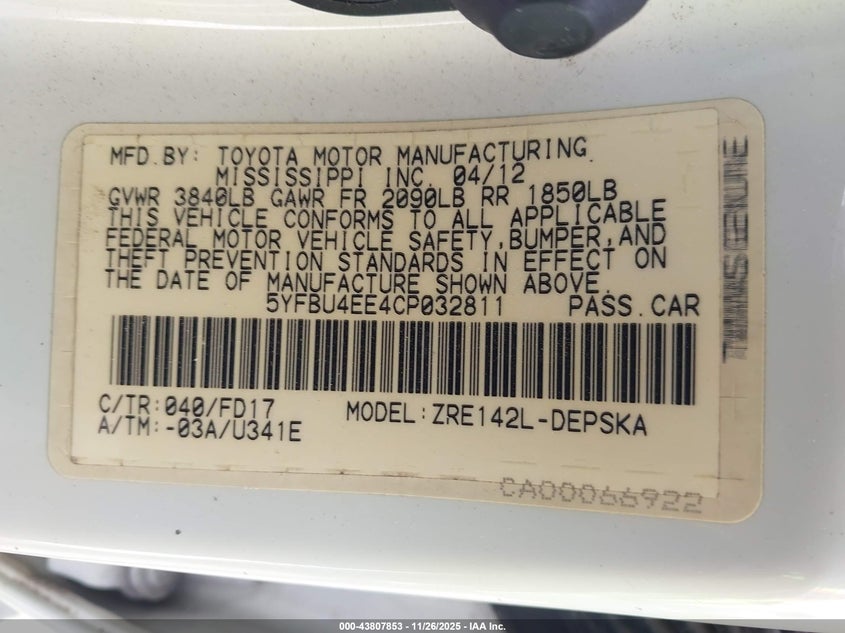 MFD.BY: TOYOTA MOTOR MANUFACTURING
MISSISSIPPI INC. 04/12
GVWR 3840LB GAWR FR 2090LB RR 1850LB
THIS VEHICLE CONFORMS TO ALL APPLICABLE
FEDERAL MOTOR VEHICLE SAFETY,BUMPER,AND
THEFT PREVENTION STANDARDS IN EFFECT ON
THE DATE OF MANUFACTURE SHOWN ABOVE.
5YFBU4EE4CP032811 PASS.CAR
C/TR:040/FD17 MODEL:ZRE142L-DEPSKA
A/TM:-03A/U341E
CA00066922
000-43807853 - 11/26/2025 - IAA Inc.